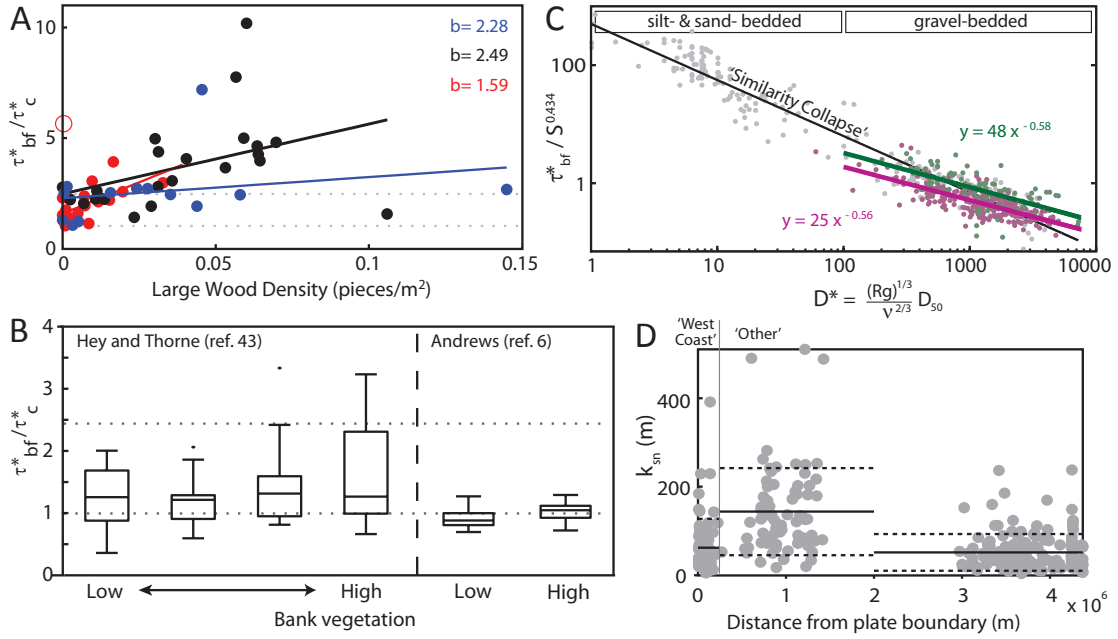 A
b= 2.28
b= 2.49
b= 1.59
10
5
0
τ*bf/τ*c
0
0.05
0.1
0.15
Large Wood Density (pieces/m²)
B
Hey and Thorne (ref. 43)
Andrews (ref. 6)
4
3
2
1
0
τ*bf/τ*c
Low
High
Low
High
Bank vegetation
C
silt- & sand- bedded
gravel-bedded
'Similarity Collapse'
y = 48 x^-0.58
y = 25 x^-0.56
100
1
τ*bf / S^0.434
1
10
100
1000
10000
D* = (Rg)^1/3 / ν^2/3 D50
D
'West Coast'
'Other'
400
200
0
ksn (m)
0
1
2
3
4
x 10^6
Distance from plate boundary (m)